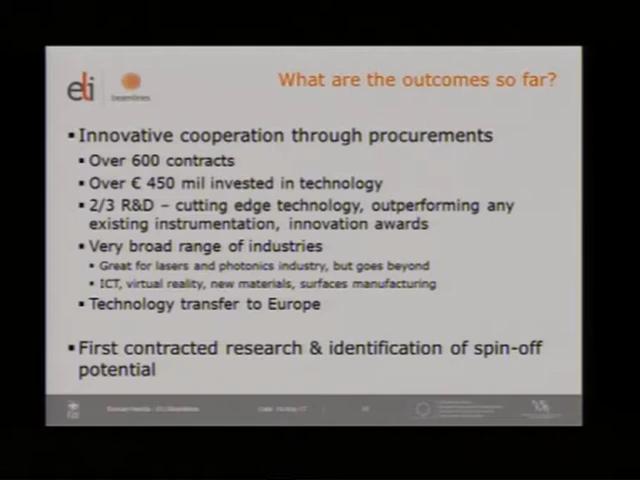 eli
beamlines
What are the outcomes so far?
▪Innovative cooperation through procurements
▪ Over 600 contracts
▪ Over € 450 mil invested in technology
▪ 2/3 R&D – cutting edge technology, outperforming any
existing instrumentation, innovation awards
▪ Very broad range of industries
▪ Great for lasers and photonics industry, but goes beyond
▪ ICT, virtual reality, new materials, surfaces manufacturing
▪ Technology transfer to Europe
▪First contracted research & identification of spin-off
potential